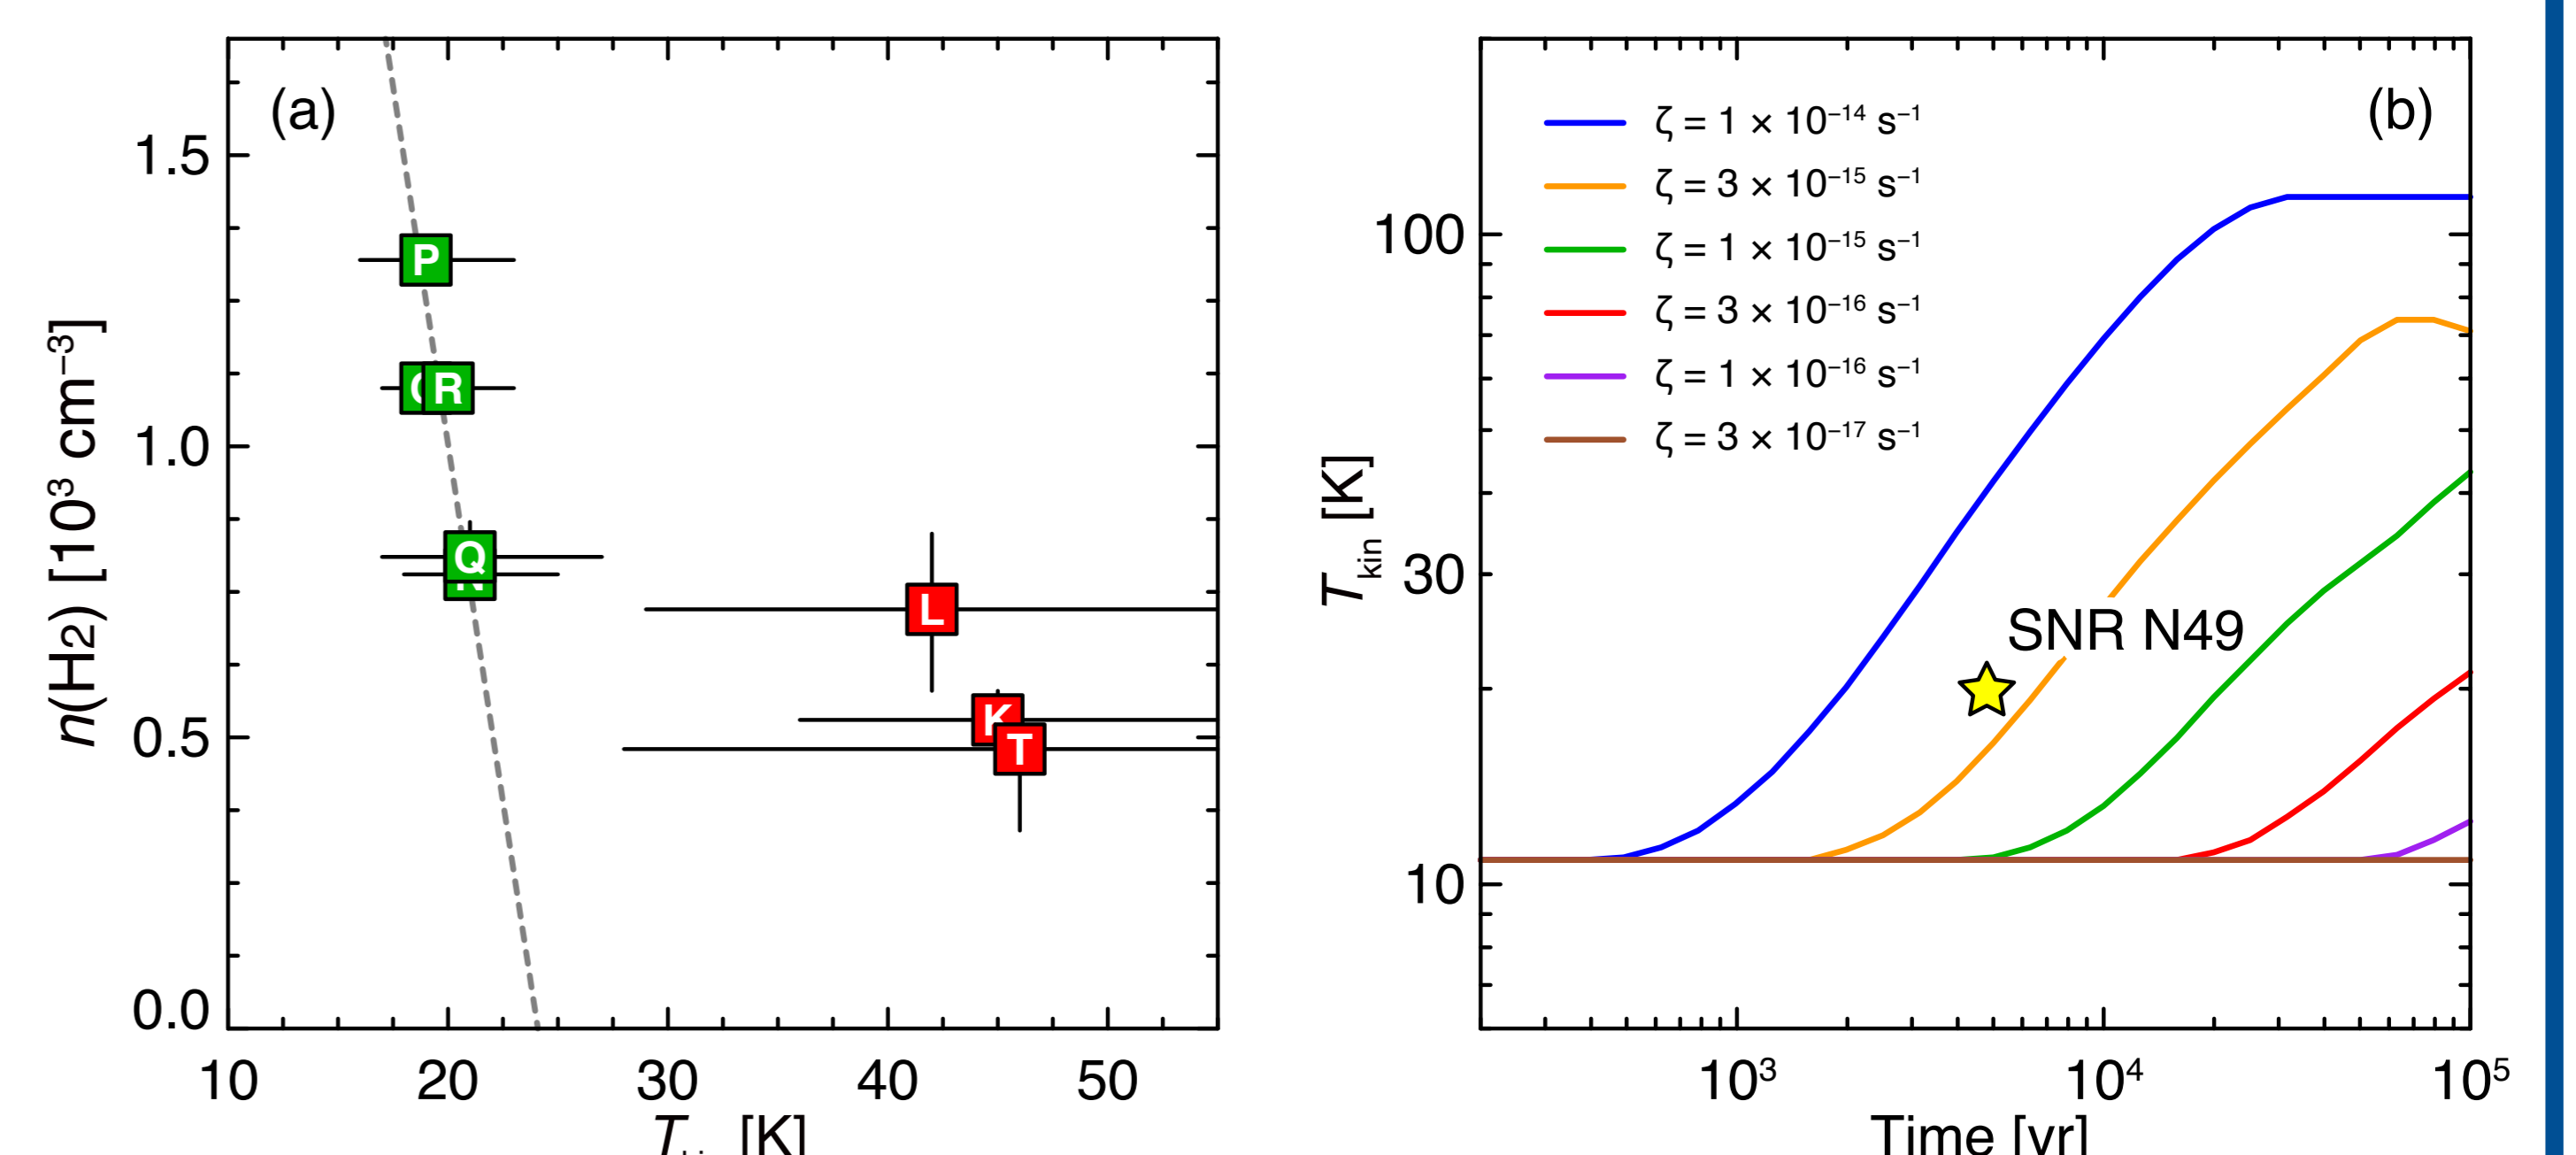 (a)
n(H2) [10³ cm⁻³]
1.5
1.0
0.5
0.0
P
R
Q
N
L
K
T
10 20 30 40 50
T [K]
(b)
ζ = 1 × 10⁻¹⁴ s⁻¹
ζ = 3 × 10⁻¹⁵ s⁻¹
ζ = 1 × 10⁻¹⁵ s⁻¹
ζ = 3 × 10⁻¹⁶ s⁻¹
ζ = 1 × 10⁻¹⁶ s⁻¹
ζ = 3 × 10⁻¹⁷ s⁻¹
Tkin [K]
100
30
10
SNR N49
10³ 10⁴ 10⁵
Time [yr]